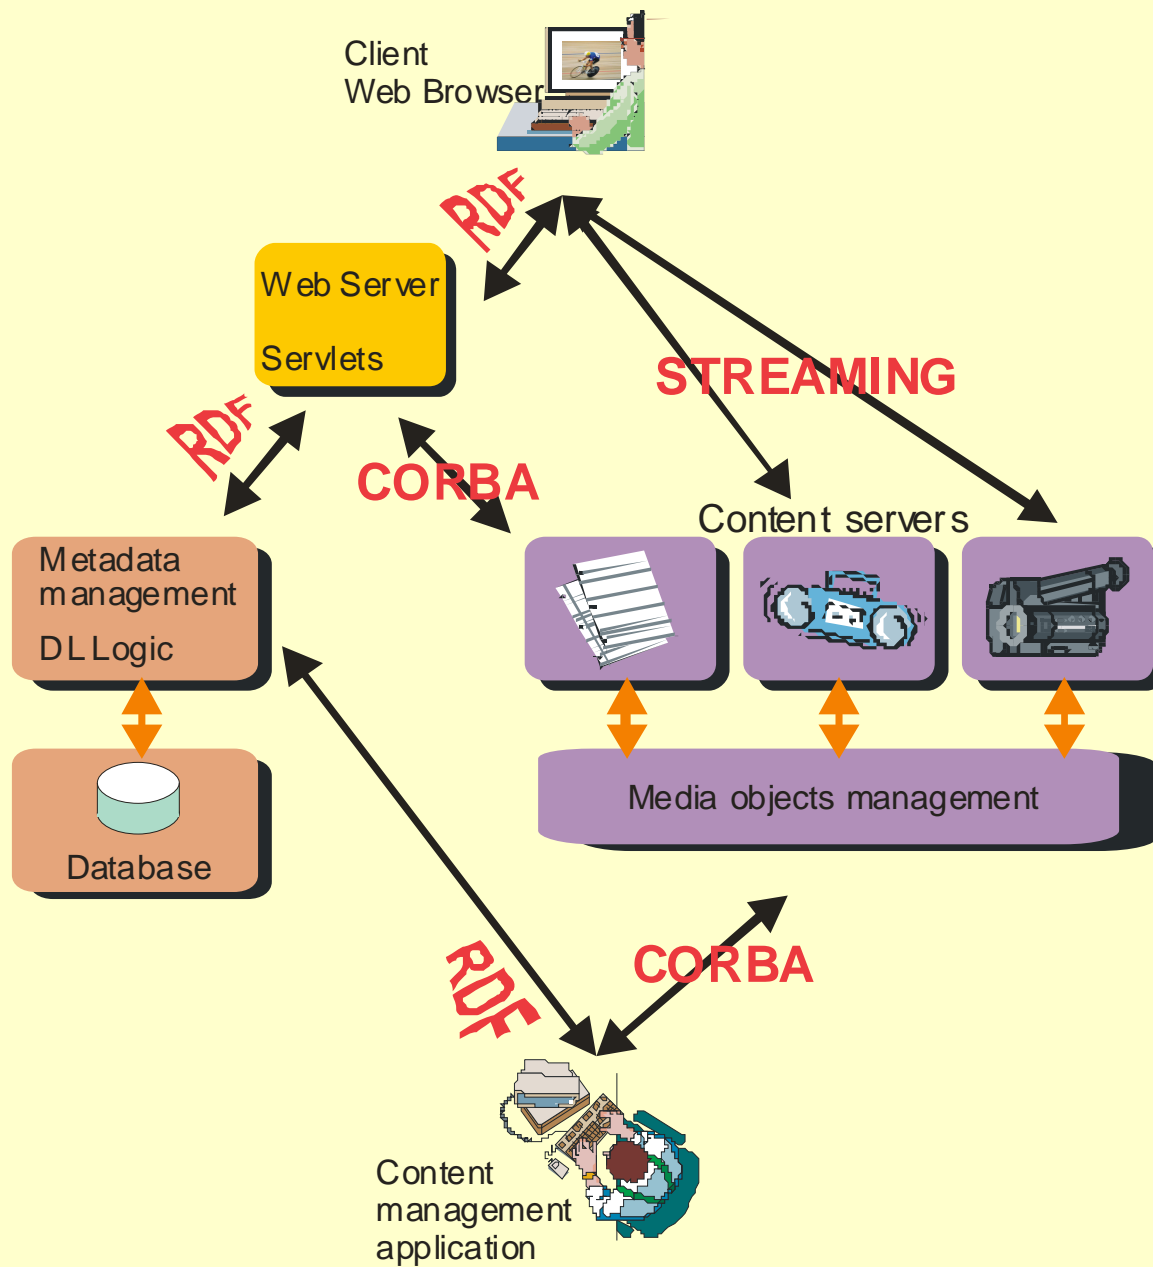 Client
Web Browser
RDF
Web Server
Servlets
STREAMING
RDF
CORBA
Content servers
Metadata
management
DL Logic
Media objects management
Database
RDF
CORBA
Content
management
application